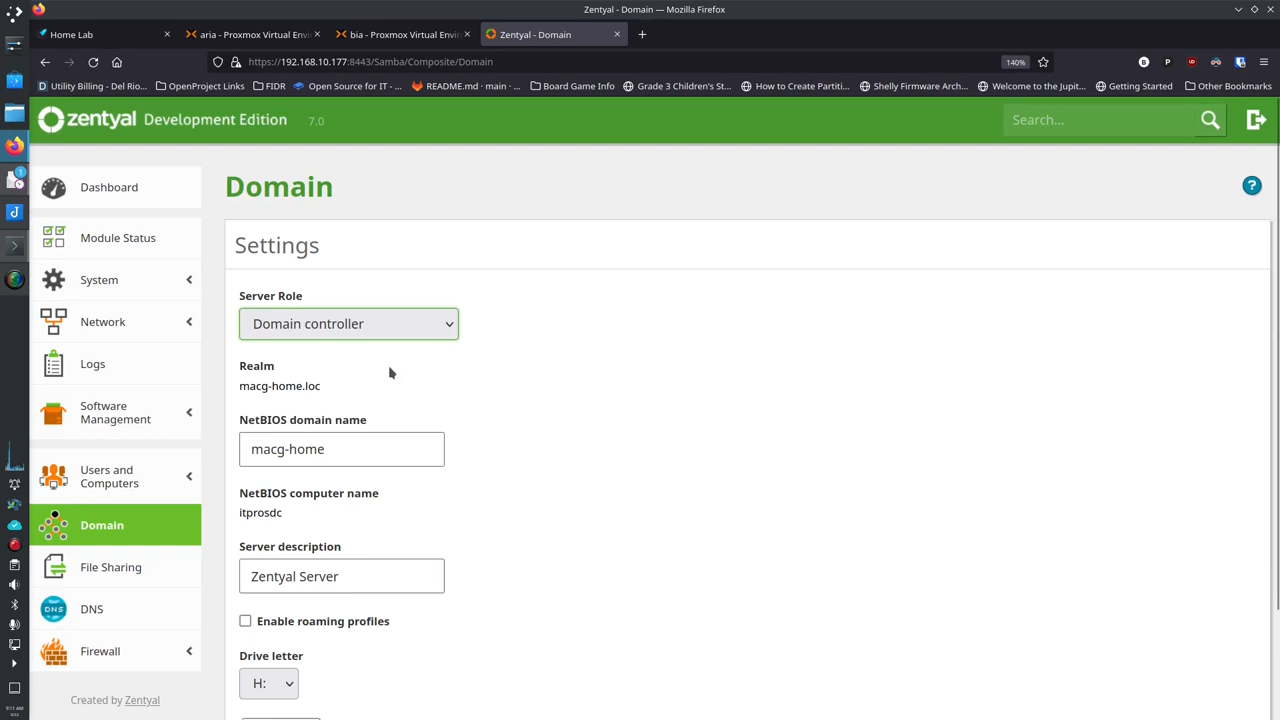 Zentyal - Domain — Mozilla Firefox
Home Lab
aria - Proxmox Virtual Envi
bia - Proxmox Virtual Envir
Zentyal - Domain
https://192.168.10.177:8443/Samba/Composite/Domain
140%
Utility Billing - Del Rio...
OpenProject Links
FIDR
Open Source for IT - ...
README.md · main · ...
Board Game Info
Grade 3 Children's St...
How to Create Partiti...
Shelly Firmware Arch...
Welcome to the Jupit...
Getting Started
Other Bookmarks
zentyal Development Edition 7.0
Search...
Dashboard
Module Status
System
Network
Logs
Software
Management
Users and
Computers
Domain
File Sharing
DNS
DNS
Firewall
Created by Zentyal
Domain
?
Settings
Server Role
Domain controller
Realm
macg-home.loc
NetBIOS domain name
macg-home
NetBIOS computer name
itprosdc
Server description
Zentyal Server
Enable roaming profiles
Drive letter
H:
9:11 AM